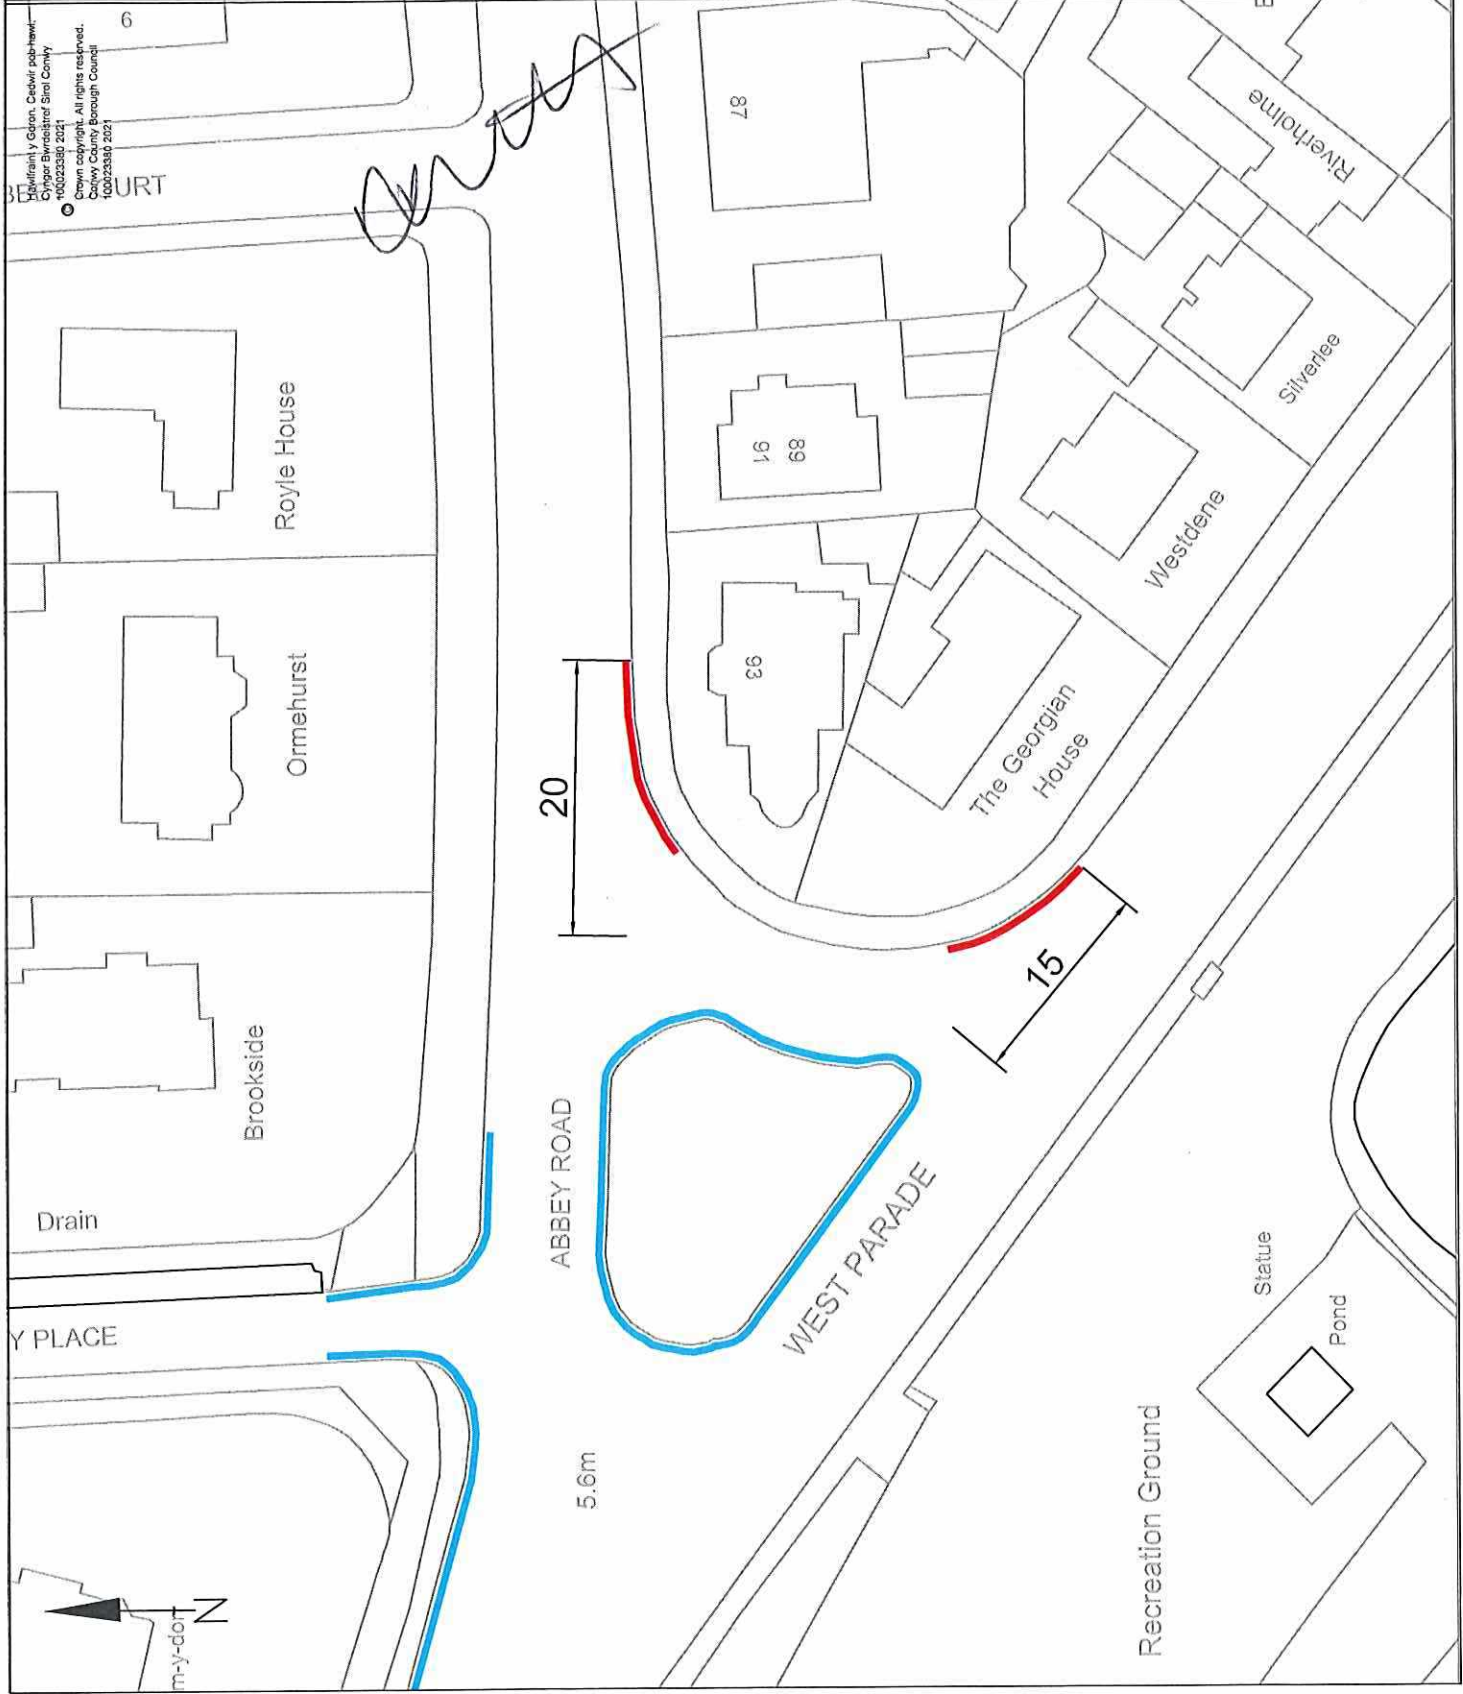 6
Hawlfraint y Goron. Cedwir pob hawl.
Cyngor Bwrdeistref Sirol Conwy
100023380 2021
© Crown copyright. All rights reserved.
Conwy County Borough Council
100023380 2021
URT
87
E
Riverholme
Royle House
89
91
Silverlee
Westdene
Ormehurst
93
The Georgian
House
20
15
Brookside
ABBEY ROAD
WEST PARADE
Drain
Y PLACE
Statue
Pond
5.6m
Recreation Ground
N
m-y-don